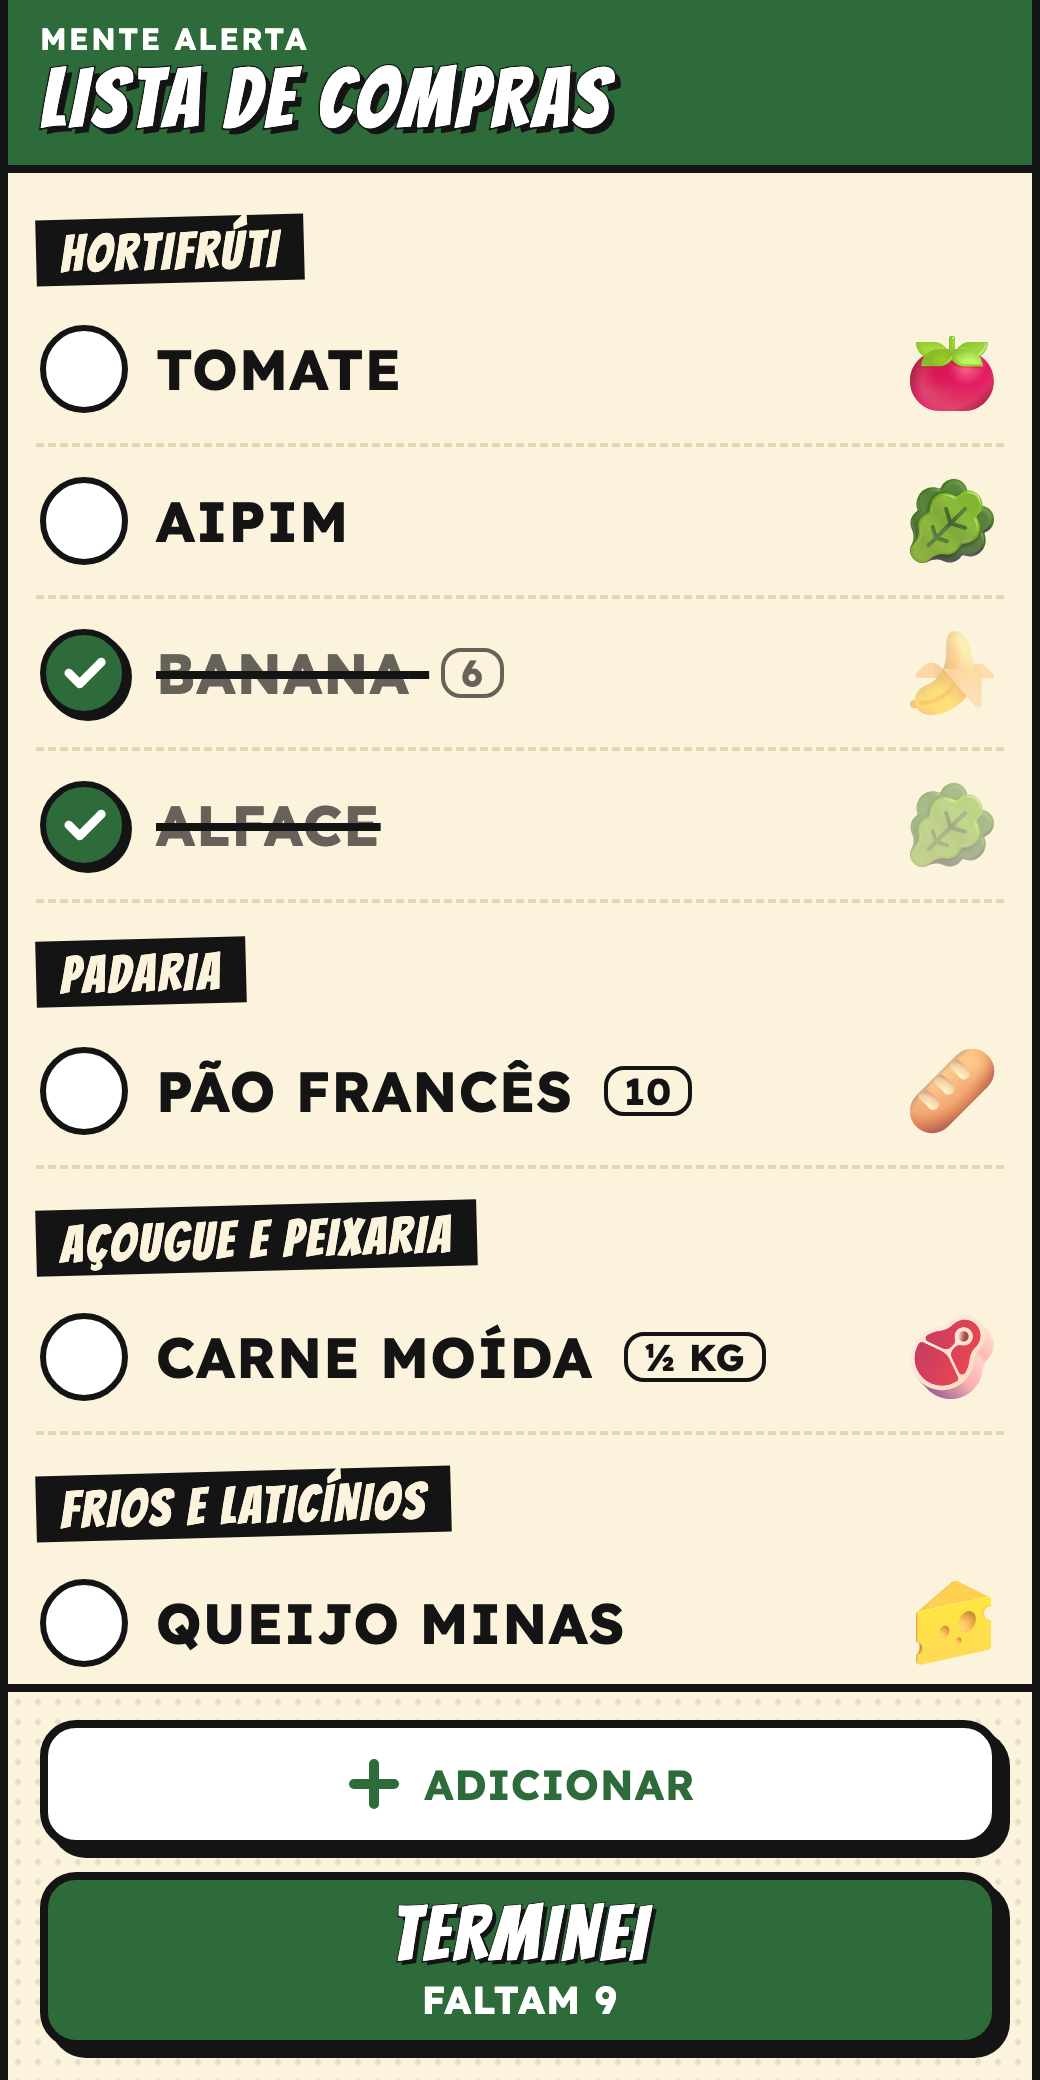 MENTE ALERTA
LISTA DE COMPRAS
HORTIFRÚTI
TOMATE
AIPIM
BANANA 6
ALFACE
PADARIA
PÃO FRANCÊS 10
AÇOUGUE E PEIXARIA
CARNE MOÍDA ½ KG
FRIOS E LATICÍNIOS
QUEIJO MINAS
ADICIONAR
TERMINEI
FALTAM 9